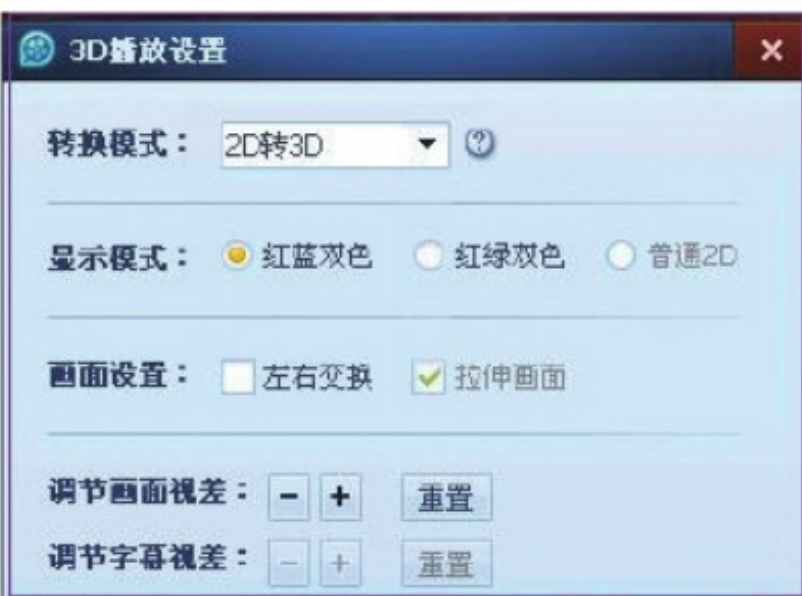 3D播放设置
转换模式： 2D转3D
显示模式： 红蓝双色 红绿双色 普通2D
画面设置： 左右变换 拉伸画面
调节画面视差： - + 重置
调节字幕视差： - + 重置